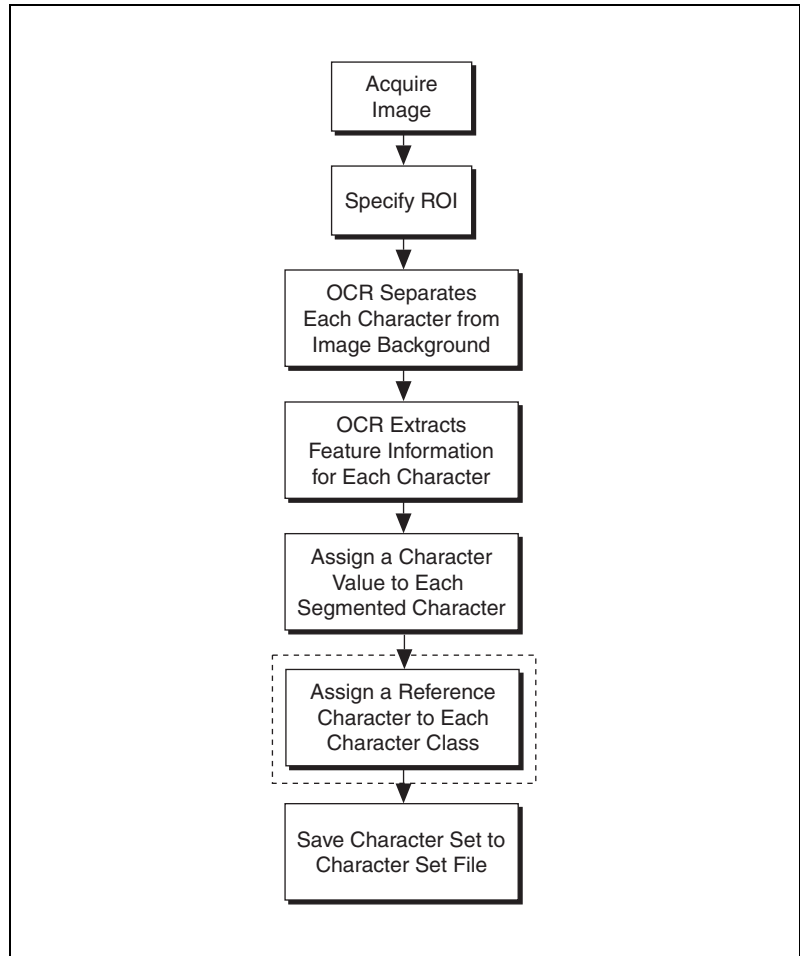 Acquire
Image
Specify ROI
OCR Separates
Each Character from
Image Background
OCR Extracts
Feature Information
for Each Character
Assign a Character
Value to Each
Segmented Character
Assign a Reference
Character to Each
Character Class
Save Character Set to
Character Set File